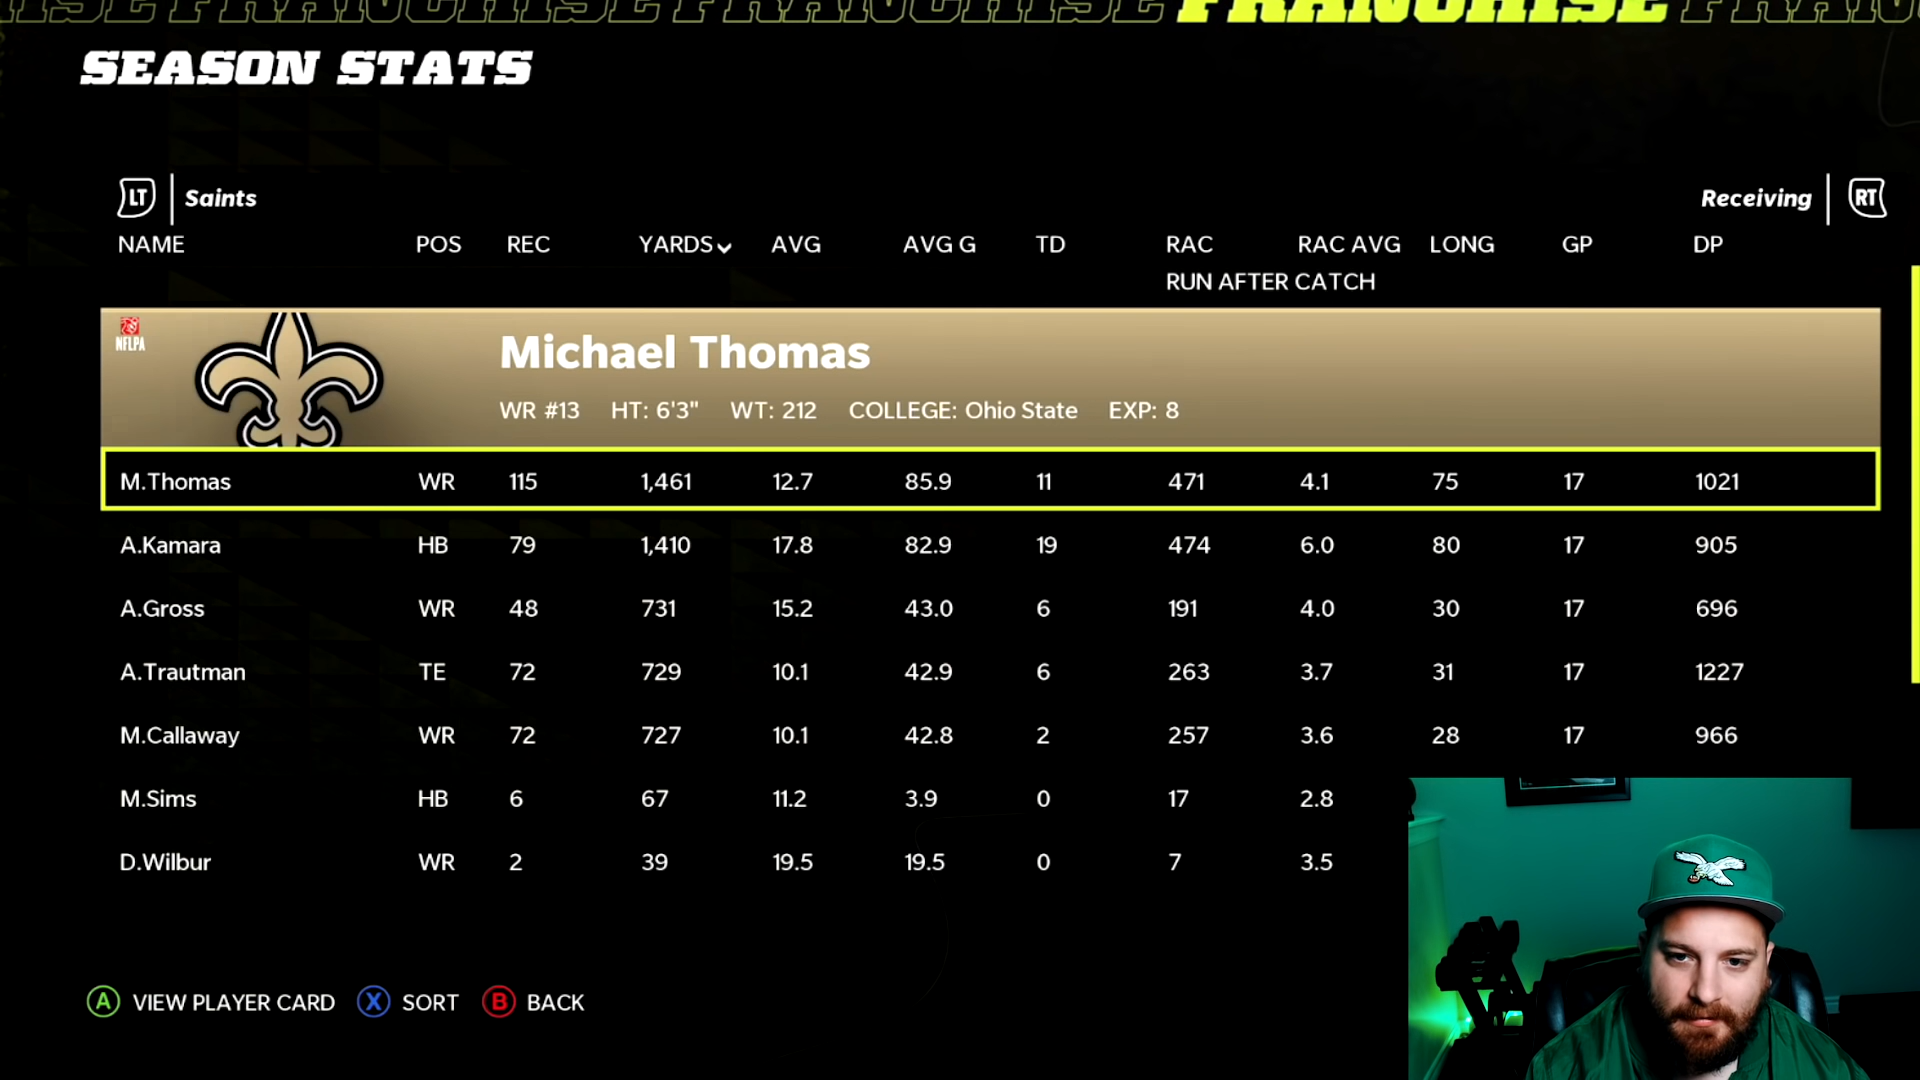 FRANCHISE FRANCHISE FRANCHISE FRANCHISE
SEASON STATS
LT Saints Receiving RT
NAME POS REC YARDS AVG AVG G TD RAC RAC AVG LONG GP DP
RUN AFTER CATCH
NFLPA
Michael Thomas
WR #13 HT: 6'3" WT: 212 COLLEGE: Ohio State EXP: 8
M.Thomas WR 115 1,461 12.7 85.9 11 471 4.1 75 17 1021
A.Kamara HB 79 1,410 17.8 82.9 19 474 6.0 80 17 905
A.Gross WR 48 731 15.2 43.0 6 191 4.0 30 17 696
A.Trautman TE 72 729 10.1 42.9 6 263 3.7 31 17 1227
M.Callaway WR 72 727 10.1 42.8 2 257 3.6 28 17 966
M.Sims HB 6 67 11.2 3.9 0 17 2.8
D.Wilbur WR 2 39 19.5 19.5 0 7 3.5
A VIEW PLAYER CARD X SORT B BACK